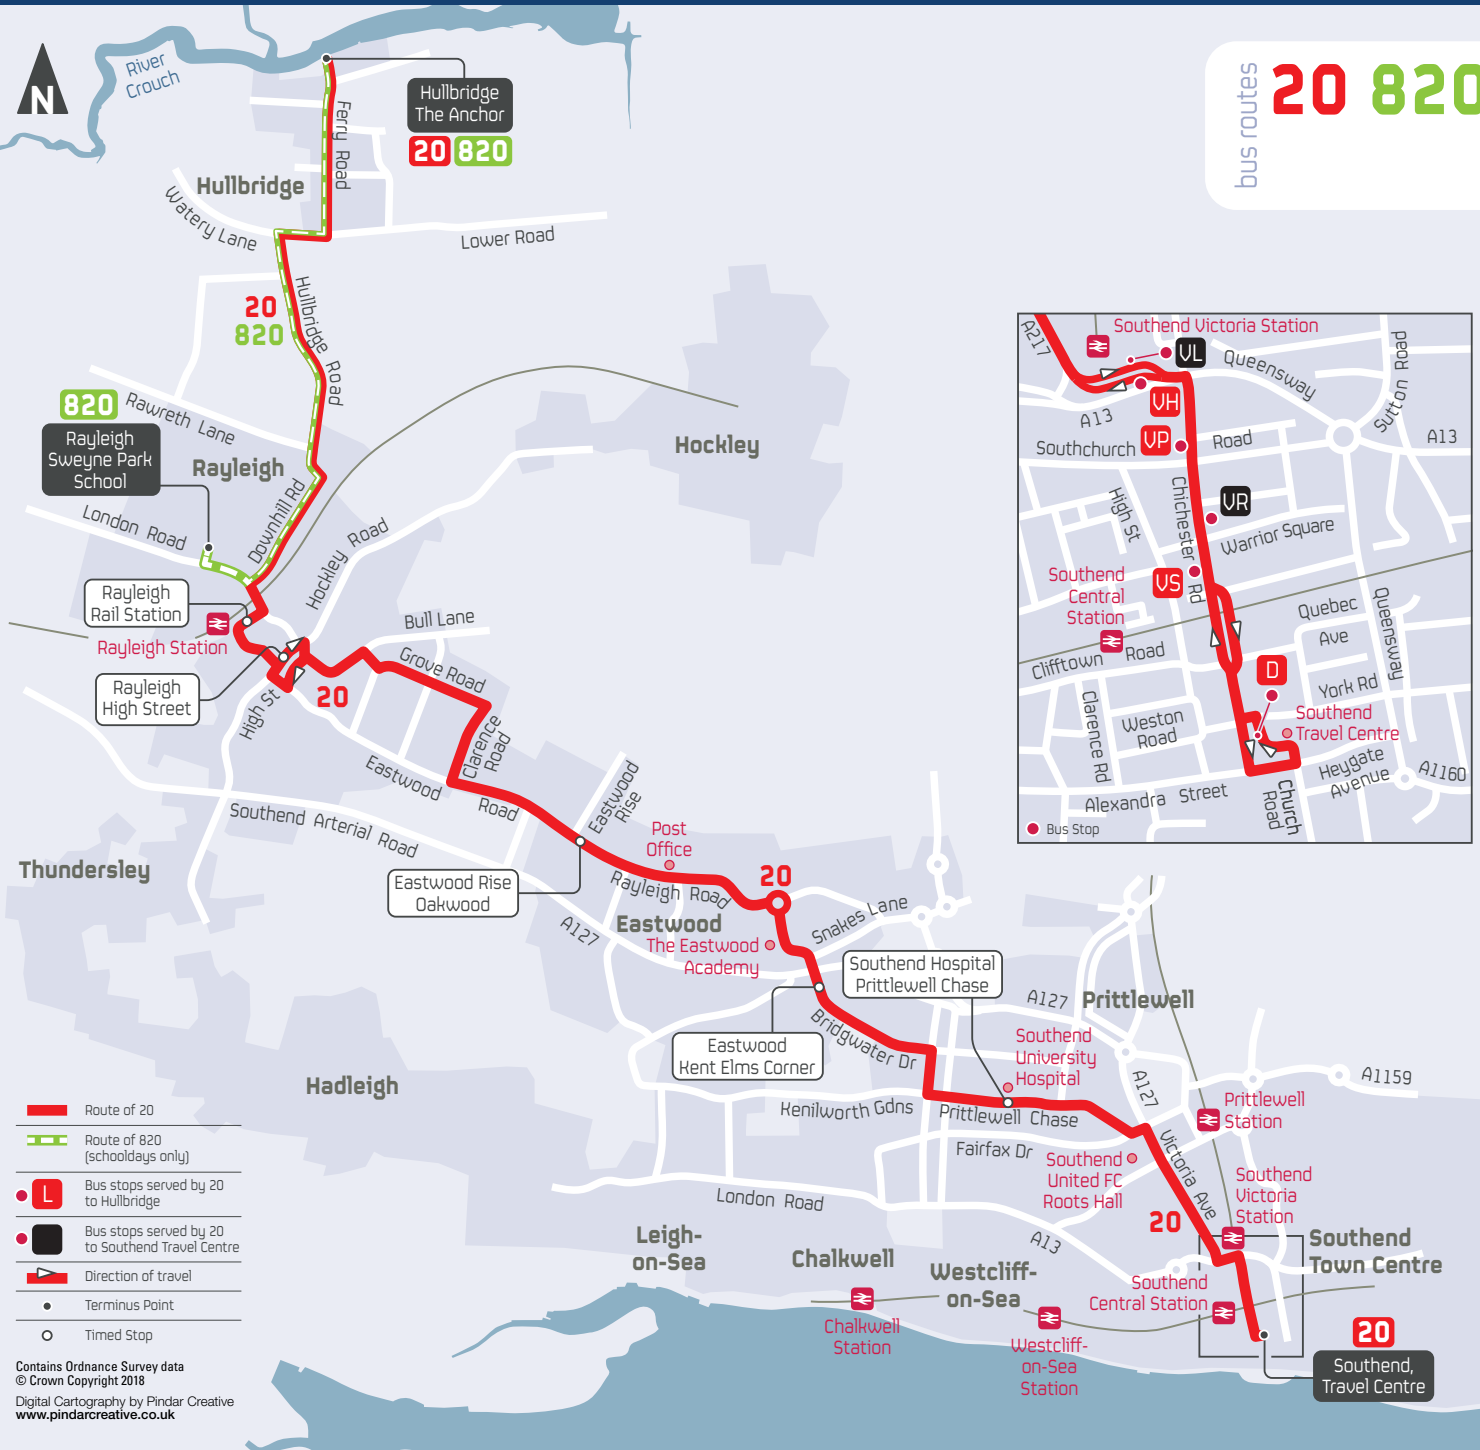 N
River
Crouch
Hullbridge
The Anchor
20 820
bus routes
20 820
Ferry Road
Hullbridge
Watery Lane
Lower Road
20
820
Hullbridge Road
820
Rayleigh
Sweyne Park
School
Rawreth Lane
Rayleigh
Hockley
London Road
Downhill Rd
Hockley Road
Rayleigh
Rail Station
Rayleigh Station
Bull Lane
Grove Road
Rayleigh
High Street
High St
20
Clarence
Road
Eastwood Road
Eastwood
Rise
Southend Arterial Road
Thundersley
Post
Office
Eastwood Rise
Oakwood
Rayleigh Road
20
A127
Eastwood
The Eastwood
Academy
Snakes Lane
Southend Hospital
Prittlewell Chase
A127
Prittlewell
Eastwood
Kent Elms Corner
Bridgwater Dr
Southend
University
Hospital
Hadleigh
A127
A1159
Kenilworth Gdns
Prittlewell Chase
Prittlewell
Station
Fairfax Dr
Southend
United FC
Roots Hall
Victoria Ave
Southend
Victoria
Station
London Road
20
A13
Leigh-
on-Sea
Chalkwell
Westcliff-
on-Sea
Southend
Town Centre
Southend
Central Station
Chalkwell
Station
Westcliff-
on-Sea
Station
20
Southend,
Travel Centre
A217
Southend Victoria Station
VL
Queensway
Sutton Road
VH
A13
Southchurch
VP
Road
A13
High St
Chichester Rd
VR
Warrior Square
Southend
Central
Station
VS
Quebec
Ave
Queensway
Clifftown Road
D
York Rd
Clarence Rd
Weston
Road
Southend
Travel Centre
Heygate
Avenue
A1160
Alexandra Street
Church
Road
Bus Stop
Route of 20
Route of 820
(schooldays only)
L
Bus stops served by 20
to Hullbridge
Bus stops served by 20
to Southend Travel Centre
Direction of travel
Terminus Point
Timed Stop
Contains Ordnance Survey data
© Crown Copyright 2018
Digital Cartography by Pindar Creative
www.pindarcreative.co.uk